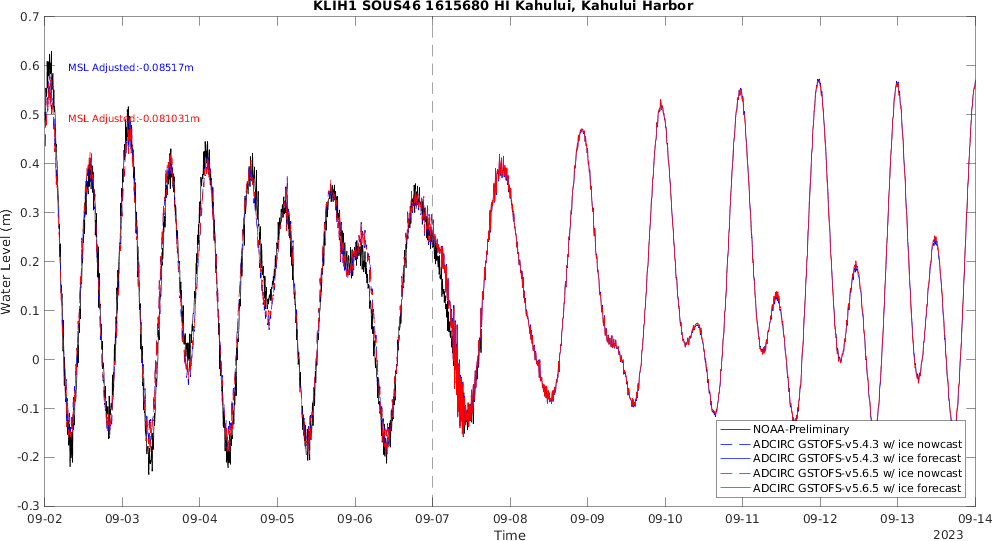 KLIH1 SOUS46 1615680 HI Kahului, Kahului Harbor
0.7
0.6
0.5
0.4
0.3
0.2
0.1
0
-0.1
-0.2
-0.3
Water Level (m)
MSL Adjusted:-0.08517m
MSL Adjusted:-0.081031m
NOAA-Preliminary
ADCIRC GSTOFS-v5.4.3 w/ ice nowcast
ADCIRC GSTOFS-v5.4.3 w/ ice forecast
ADCIRC GSTOFS-v5.6.5 w/ ice nowcast
ADCIRC GSTOFS-v5.6.5 w/ ice forecast
09-02 09-03 09-04 09-05 09-06 09-07 09-08 09-09 09-10 09-11 09-12 09-13 09-14
Time
2023